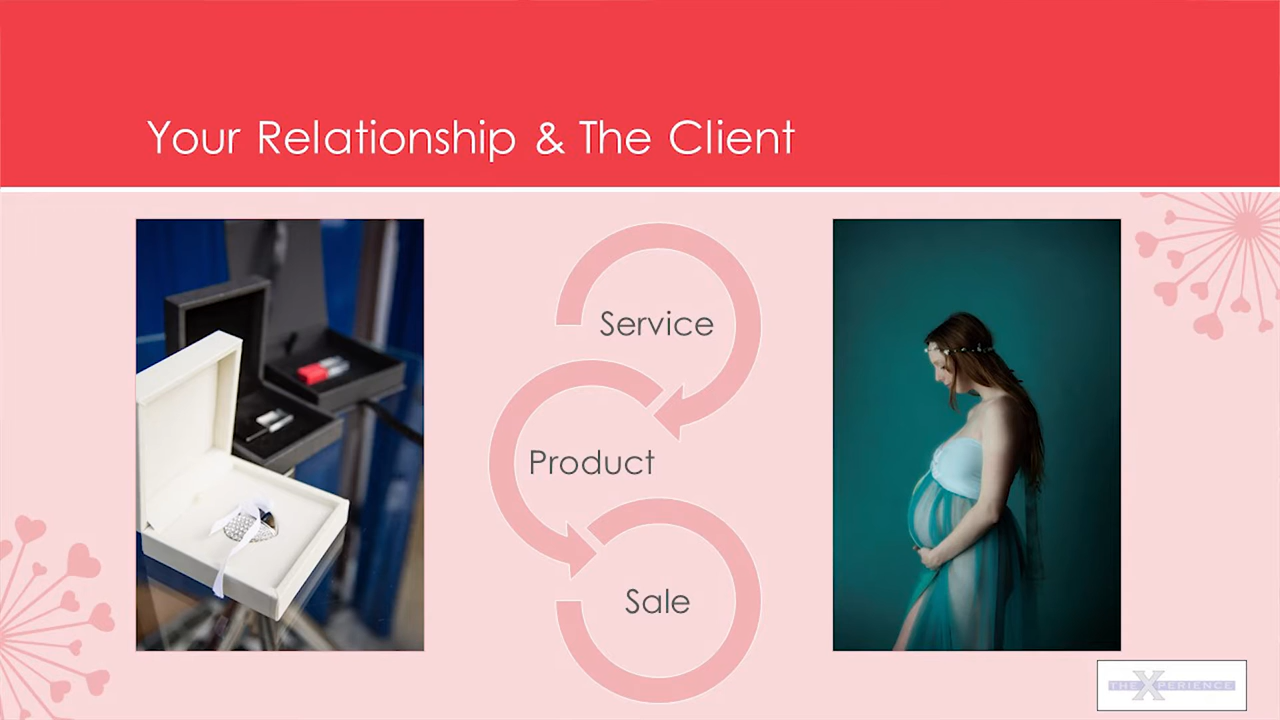 Your Relationship & The Client
Service
Product
Sale
THE XPERIENCE